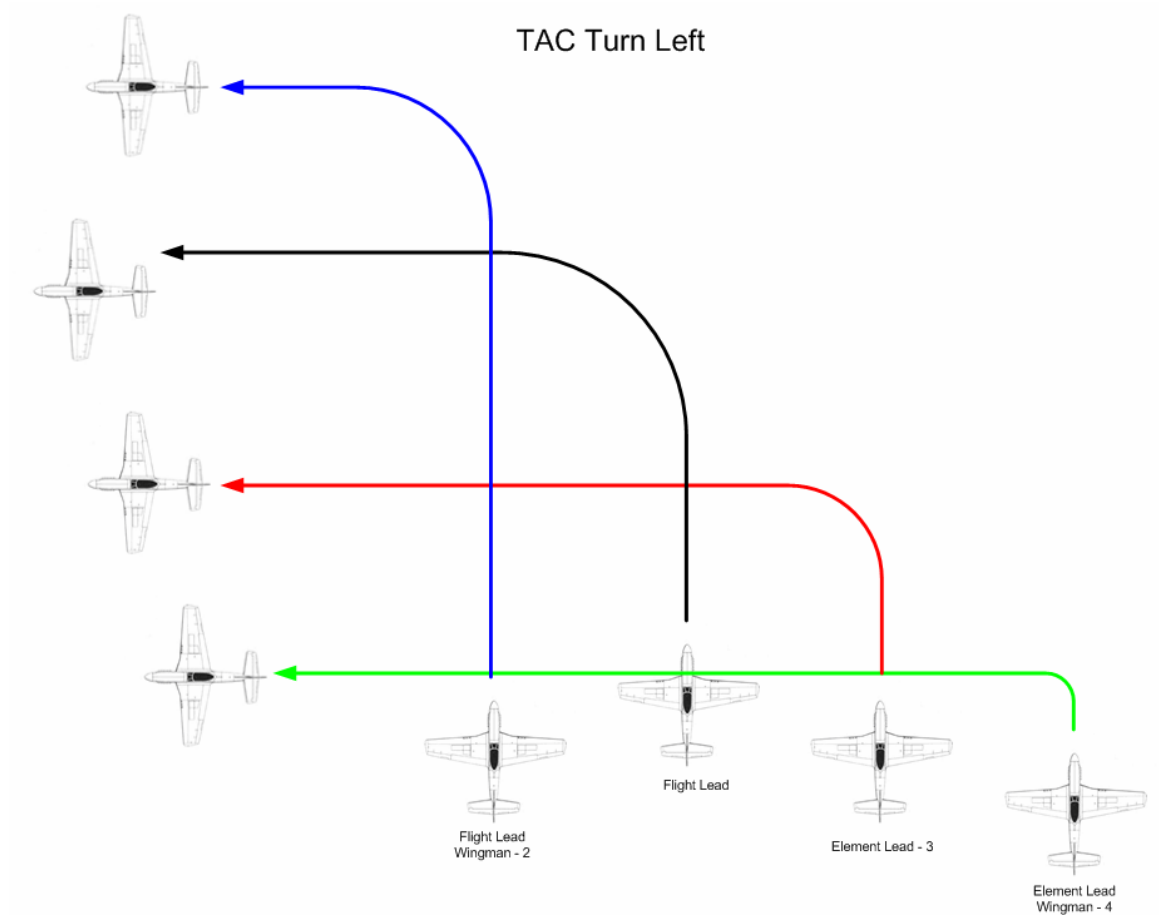 TAC Turn Left
Flight Lead
Flight Lead
Wingman - 2
Element Lead - 3
Element Lead
Wingman - 4